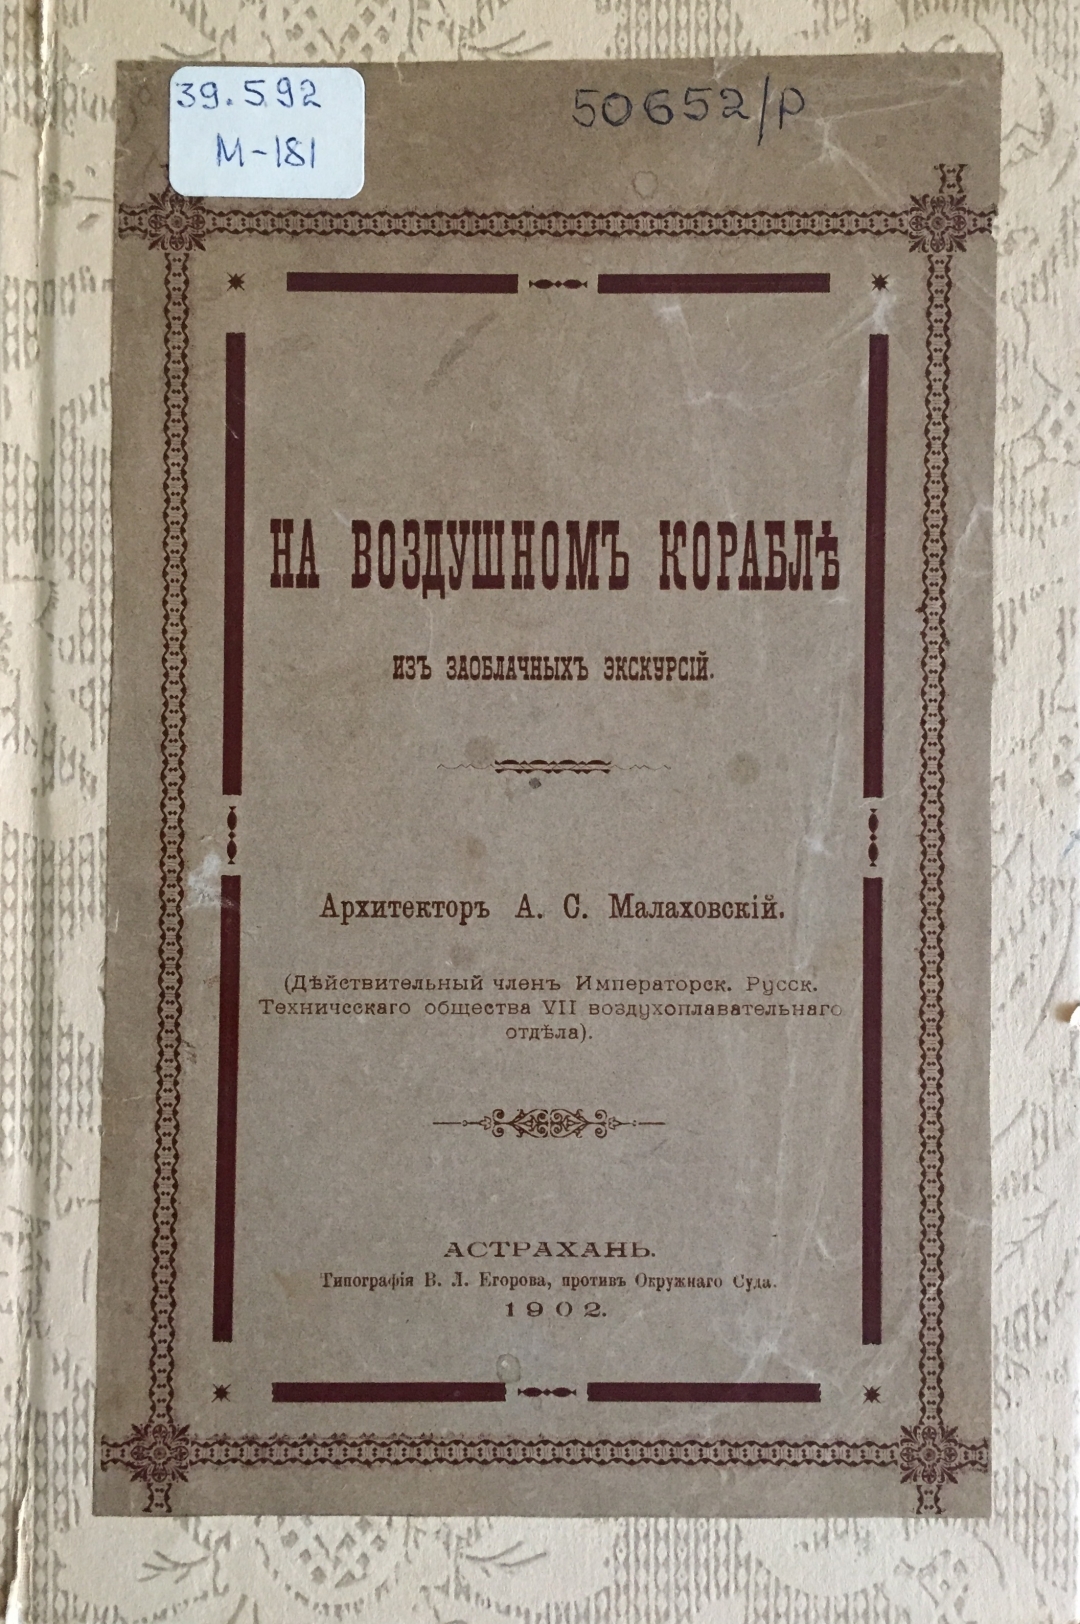 39.592
М-181
50652/р
НА ВОЗДУШНОМЪ КОРАБЛѢ
ИЗЪ ЗАОБЛАЧНЫХЪ ЭКСКУРСІЙ.
Архитекторъ А. С. Малаховскій.
(Дѣйствительный членъ Императорск. Русск.
Техничсскаго общества VII воздухоплавательнаго
отдѣла).
АСТРАХАНЬ.
Типографія В. Л. Егорова, противъ Окружнаго Суда.
1902.